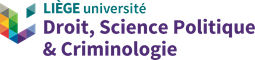 LIÈGE université
Droit, Science Politique
& Criminologie